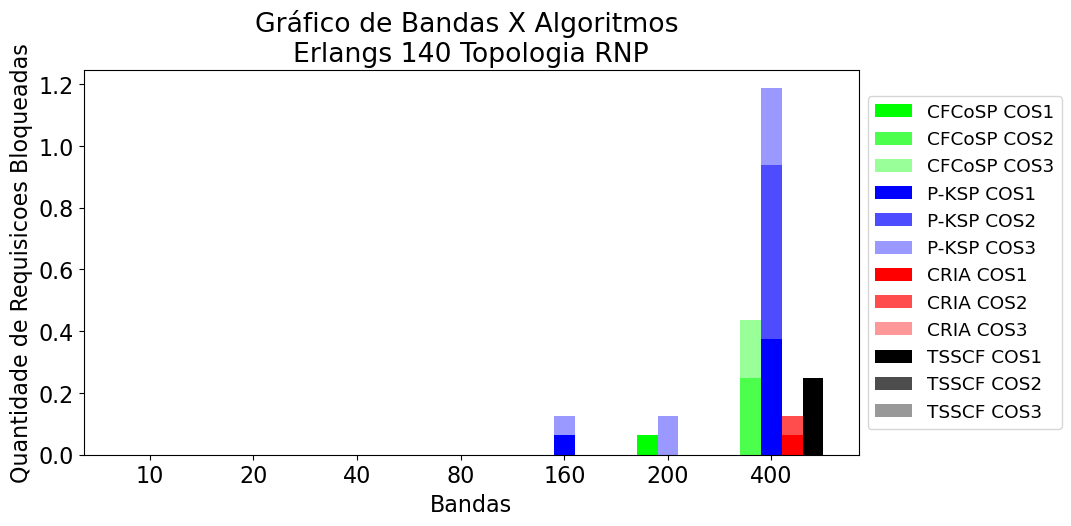 Gráfico de Bandas X Algoritmos
Erlangs 140 Topologia RNP
Quantidade de Requisicoes Bloqueadas
1.2
1.0
0.8
0.6
0.4
0.2
0.0
10 20 40 80 160 200 400
Bandas
CFCoSP COS1
CFCoSP COS2
CFCoSP COS3
P-KSP COS1
P-KSP COS2
P-KSP COS3
CRIA COS1
CRIA COS2
CRIA COS3
TSSCF COS1
TSSCF COS2
TSSCF COS3